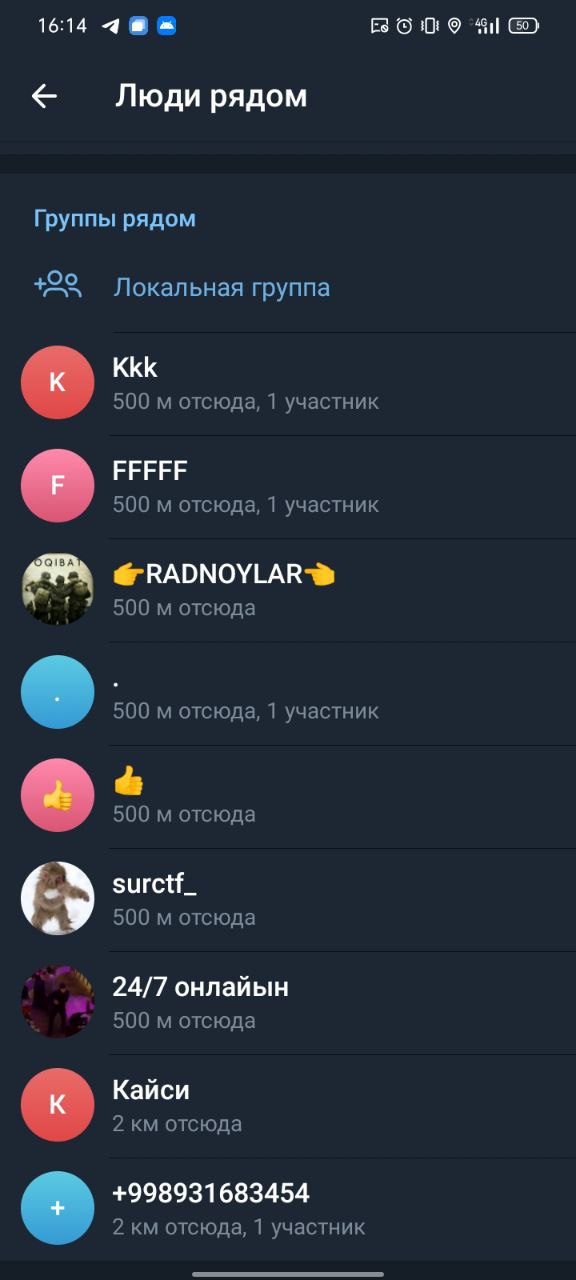 16:14
4G
50
Люди рядом
Группы рядом
Локальная группа
K
Kkk
500 м отсюда, 1 участник
F
FFFFF
500 м отсюда, 1 участник
OQIBAT
👉RADNOYLAR👈
500 м отсюда
.
.
500 м отсюда, 1 участник
👍
👍
500 м отсюда
surctf_
500 м отсюда
24/7 онлайын
500 м отсюда
К
Кайси
2 км отсюда
+
+998931683454
2 км отсюда, 1 участник